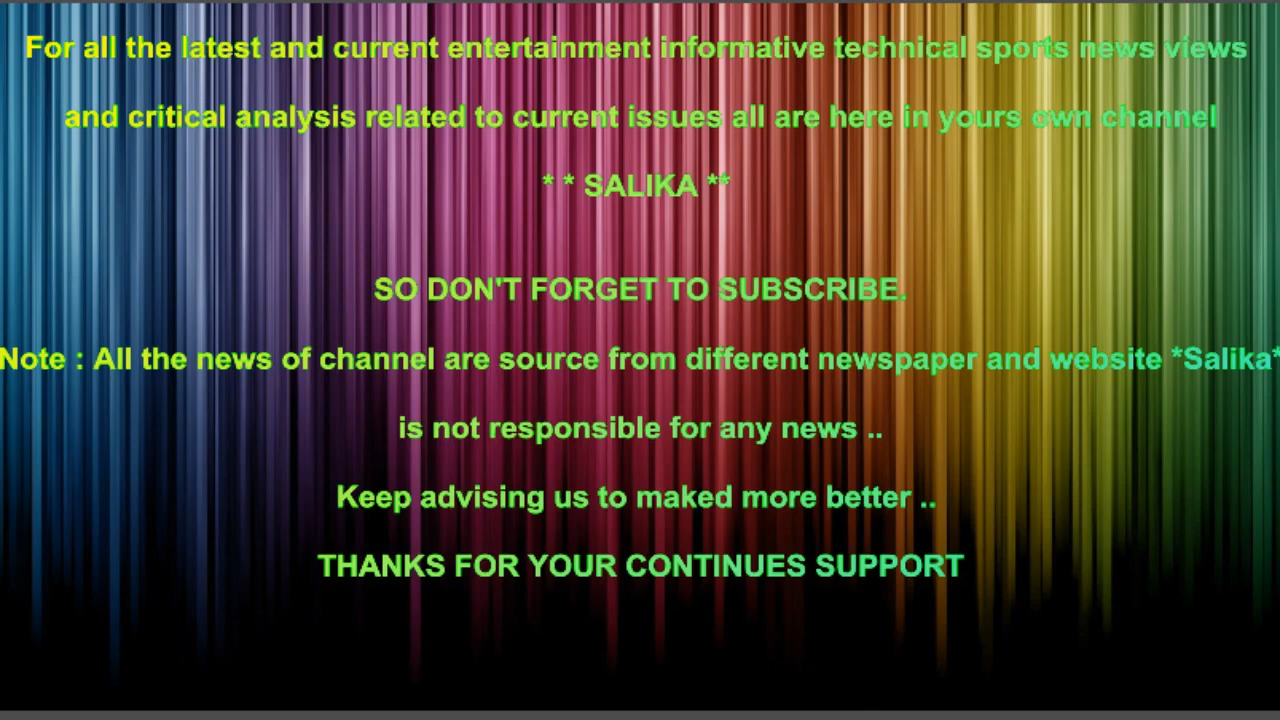 For all the latest and current entertainment informative technical sports news views
and critical analysis related to current issues all are here in yours own channel
* * SALIKA **
SO DON'T FORGET TO SUBSCRIBE.
Note : All the news of channel are source from different newspaper and website *Salika*
is not responsible for any news ..
Keep advising us to maked more better ..
THANKS FOR YOUR CONTINUES SUPPORT